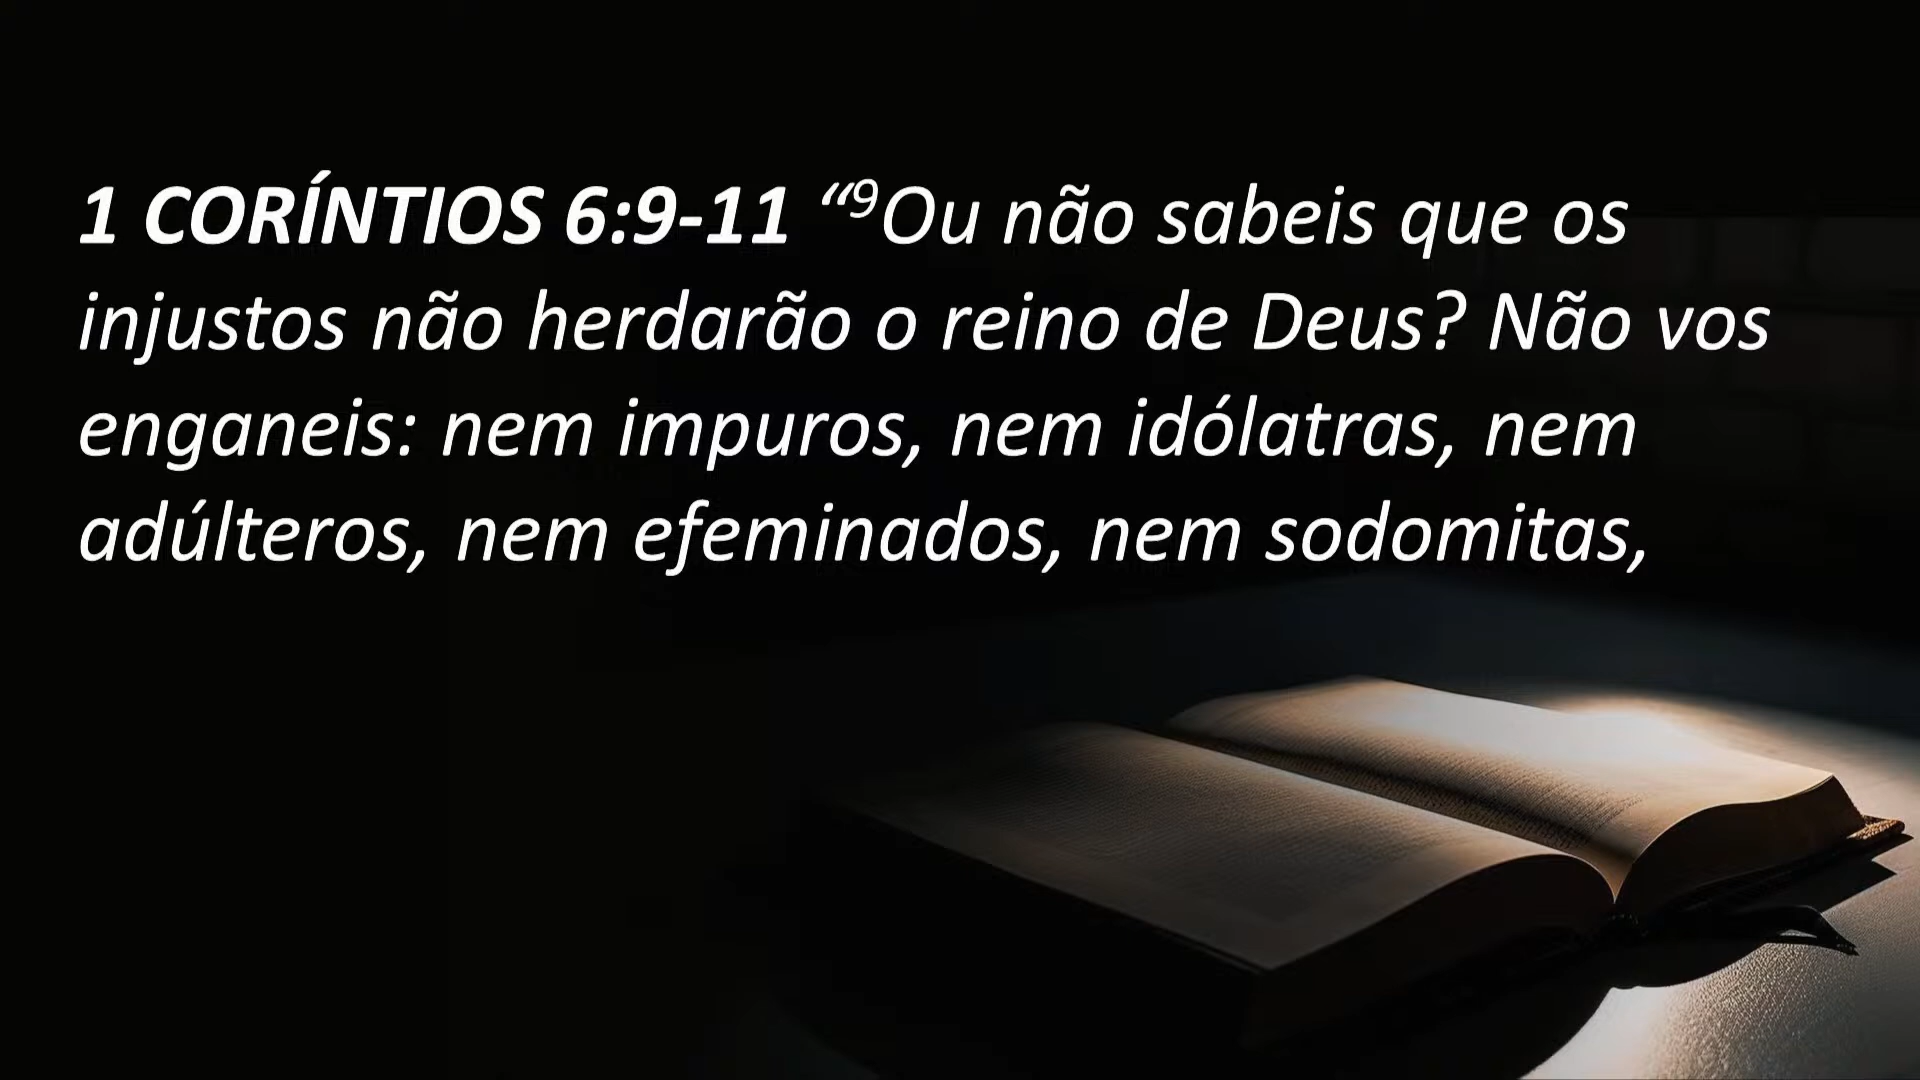 1 CORÍNTIOS 6:9-11 “⁹Ou não sabeis que os
injustos não herdarão o reino de Deus? Não vos
enganeis: nem impuros, nem idólatras, nem
adúlteros, nem efeminados, nem sodomitas,